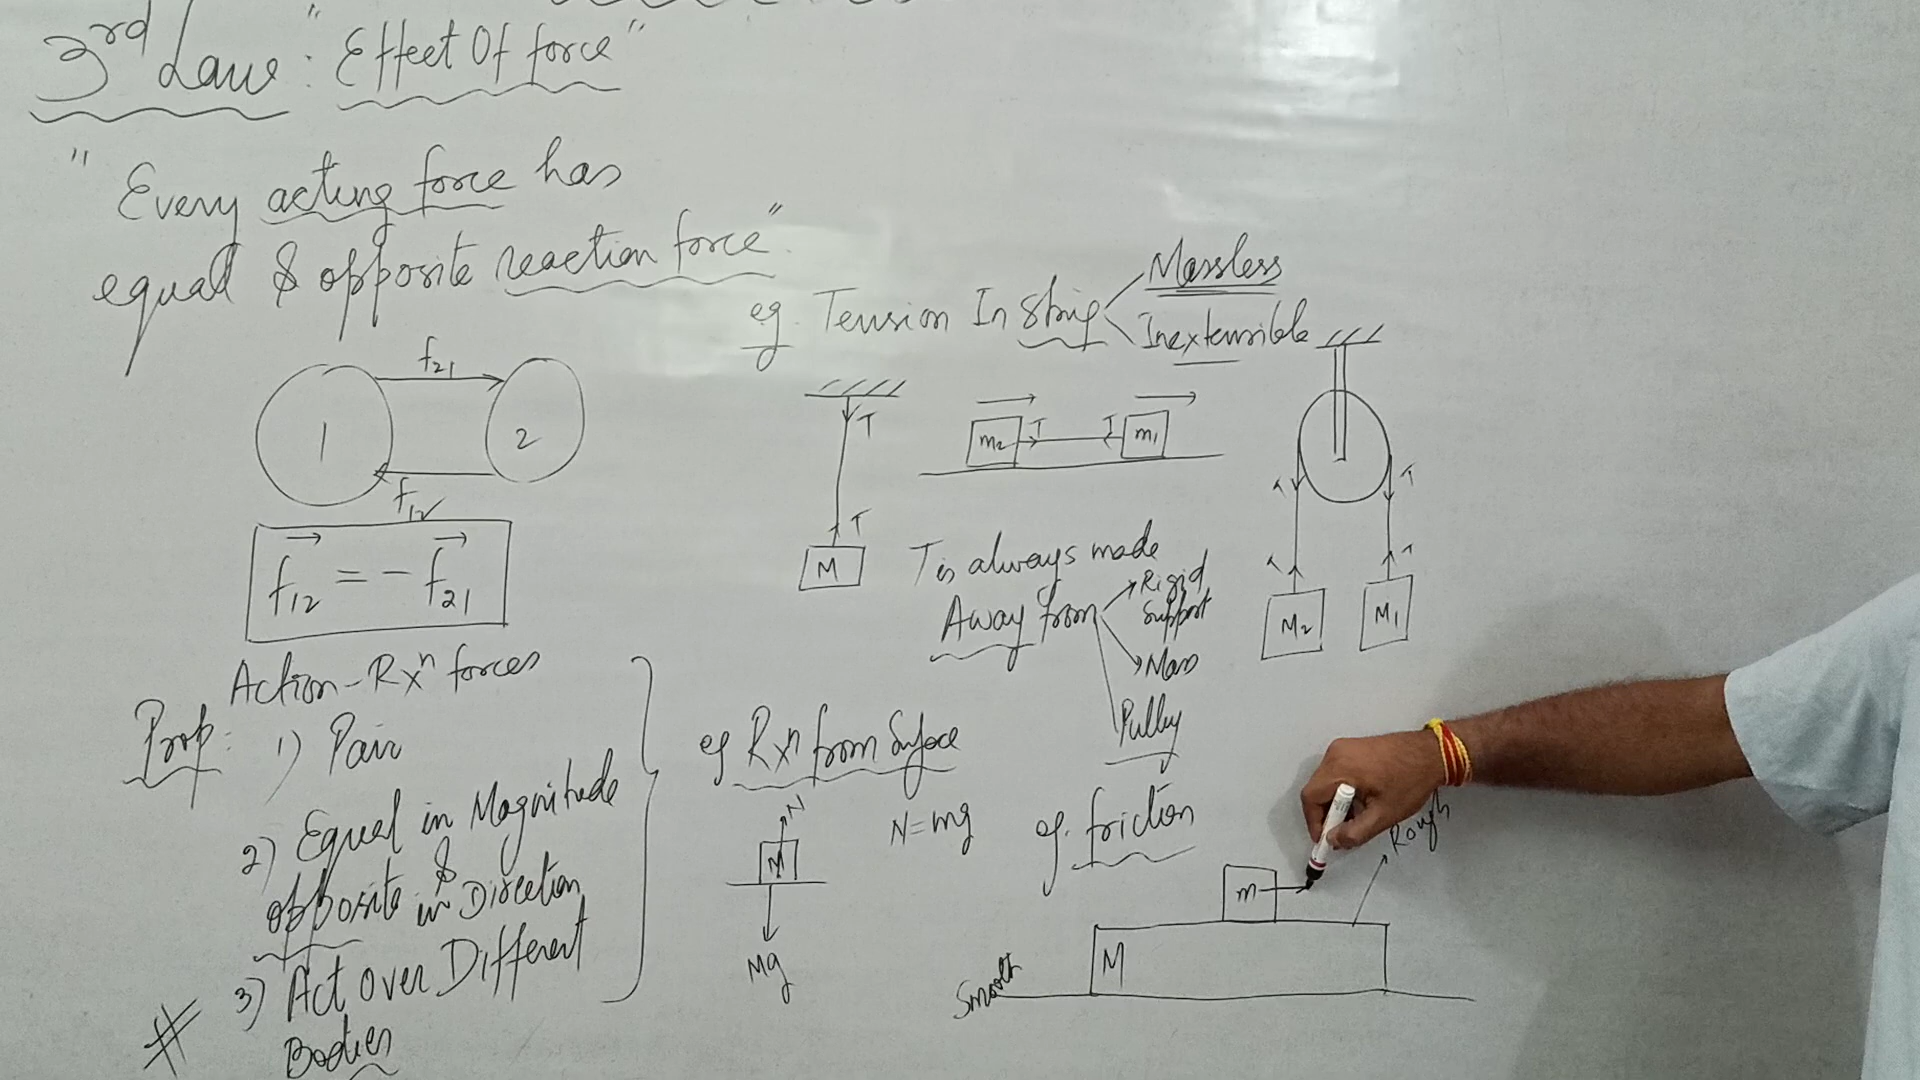 3rd Law : "Effect Of force"
" Every acting force has
equal & opposite reaction force".
f21
1
2
f12
f12 = - f21
Action - Rxn forces
Prop: 1) Pair
2) Equal in Magnitude
&
opposite in Direction
3) Act over Different
Bodies
#
eg. Tension In String
Massless
Inextensible
T
T
M
m2
T
T
m1
T
T
T
T
M2
M1
T is always made
Away from
Rigid
Support
Mass
Pulley
eg Rxn from Surface
N
M
Mg
N=mg
eg. friction
Rough
m
M
Smooth